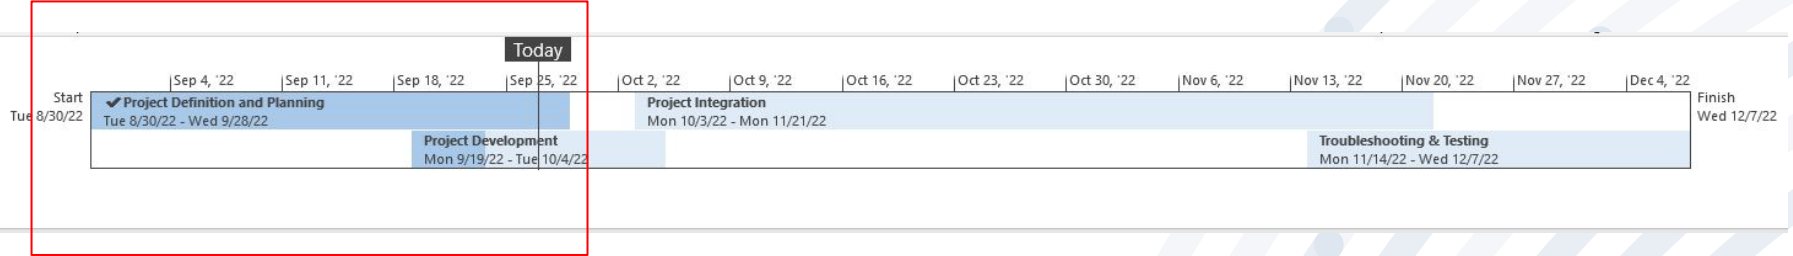 Today
Sep 4, '22 Sep 11, '22 Sep 18, '22 Sep 25, '22 Oct 2, '22 Oct 9, '22 Oct 16, '22 Oct 23, '22 Oct 30, '22 Nov 6, '22 Nov 13, '22 Nov 20, '22 Nov 27, '22 Dec 4, '22
Start
Tue 8/30/22
✔Project Definition and Planning
Tue 8/30/22 - Wed 9/28/22
Project Integration
Mon 10/3/22 - Mon 11/21/22
Finish
Wed 12/7/22
Project Development
Mon 9/19/22 - Tue 10/4/22
Troubleshooting & Testing
Mon 11/14/22 - Wed 12/7/22